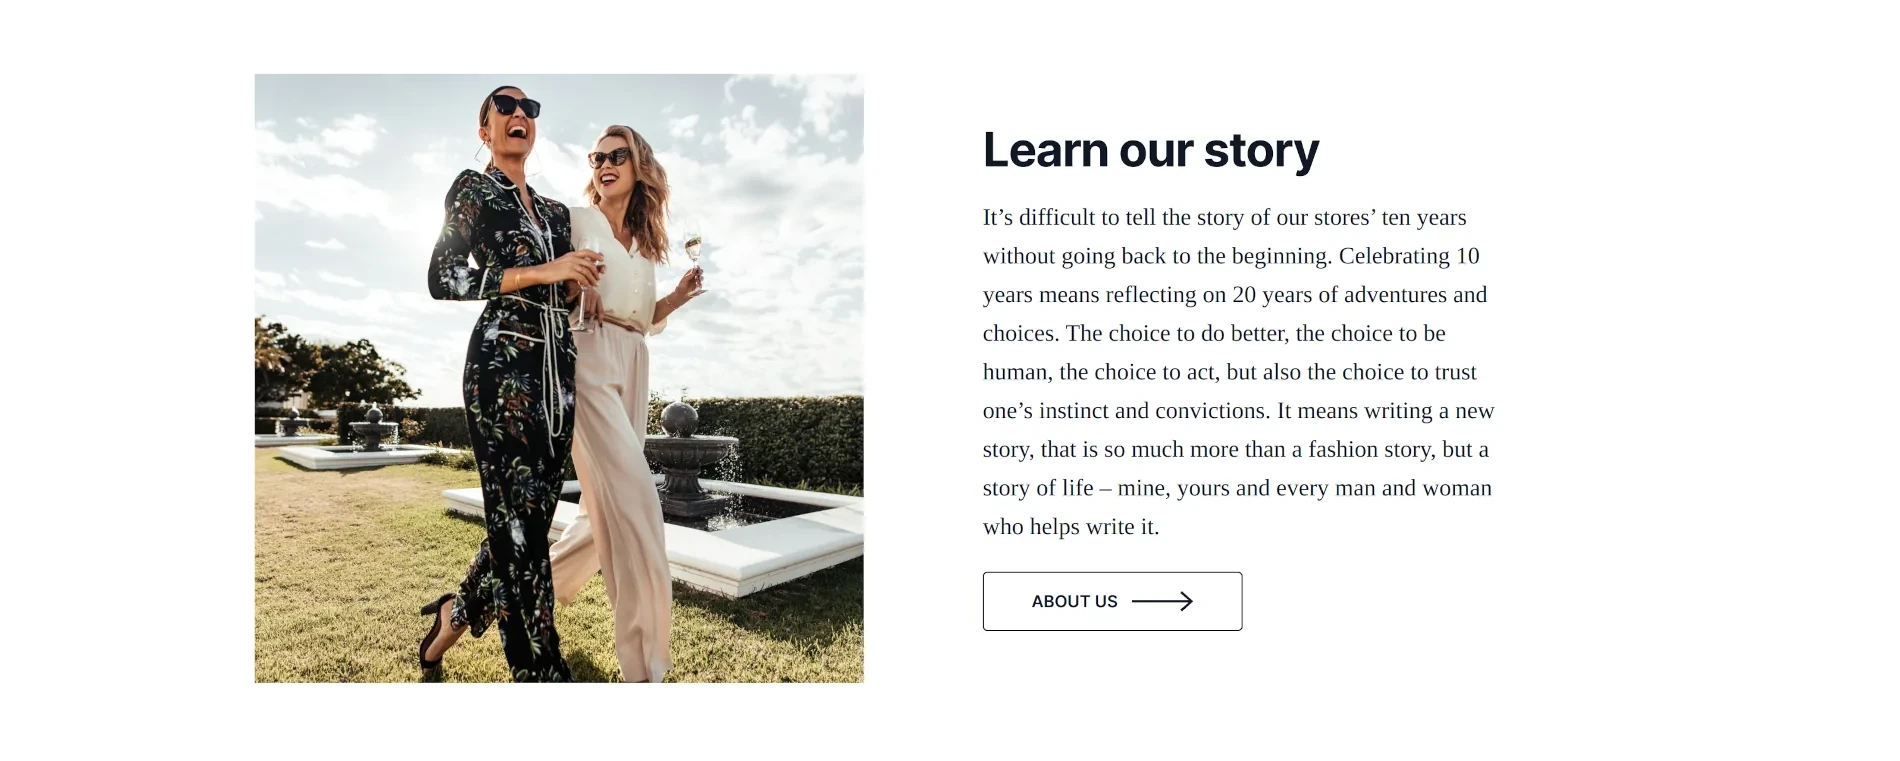 Learn our story
It’s difficult to tell the story of our stores’ ten years
without going back to the beginning. Celebrating 10
years means reflecting on 20 years of adventures and
choices. The choice to do better, the choice to be
human, the choice to act, but also the choice to trust
one’s instinct and convictions. It means writing a new
story, that is so much more than a fashion story, but a
story of life – mine, yours and every man and woman
who helps write it.
ABOUT US